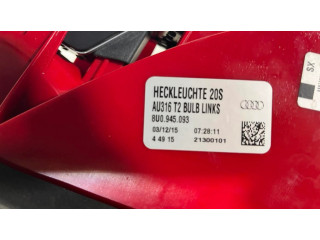 HECKLEUCHTE 20S
AU316 T2 BULB LINKS
8U0.945.093
03/12/15 07:28:11
4 49 15 21300101
SX